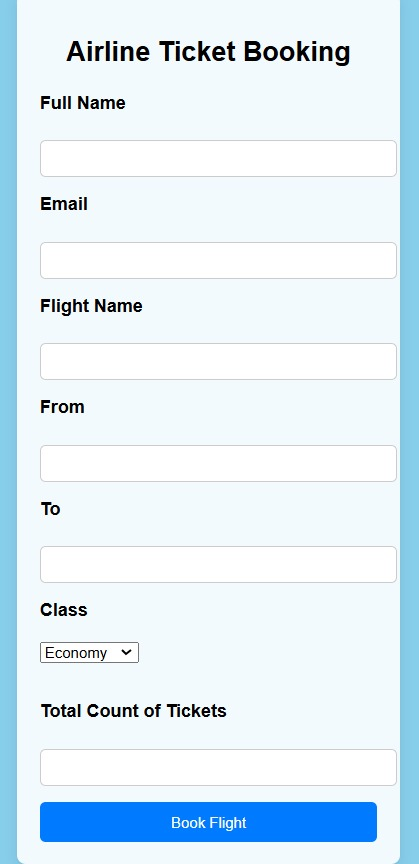 Airline Ticket Booking
Full Name
Email
Flight Name
From
To
Class
Economy
Total Count of Tickets
Book Flight